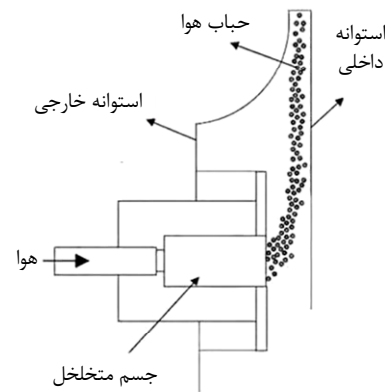 حباب هوا
استوانه
داخلی
استوانه خارجی
هوا
جسم متخلخل